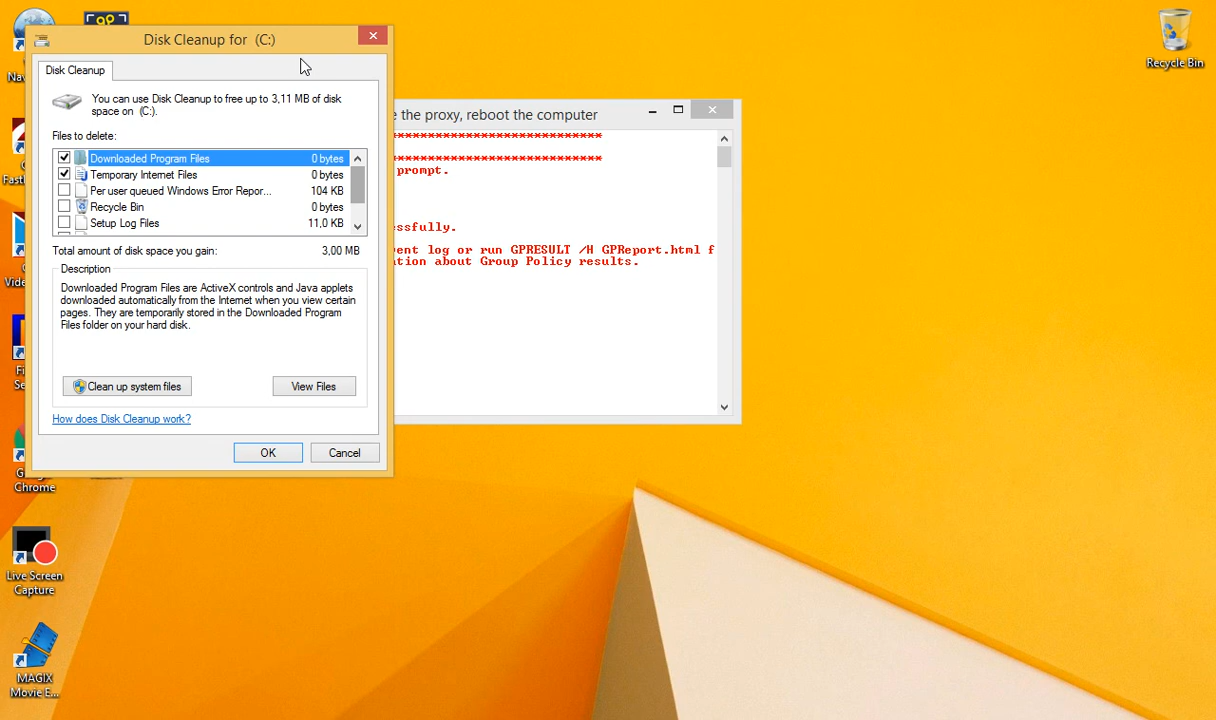 Disk Cleanup for (C:)
Disk Cleanup
You can use Disk Cleanup to free up to 3,11 MB of disk
space on (C:).
Files to delete:
Downloaded Program Files 0 bytes
Temporary Internet Files 0 bytes
Per user queued Windows Error Repor... 104 KB
Recycle Bin 0 bytes
Setup Log Files 11,0 KB
Total amount of disk space you gain: 3,00 MB
Description
Downloaded Program Files are ActiveX controls and Java applets
downloaded automatically from the Internet when you view certain
pages. They are temporarily stored in the Downloaded Program
Files folder on your hard disk.
Clean up system files
View Files
How does Disk Cleanup work?
OK
Cancel
e the proxy, reboot the computer
*****************************
*****************************
prompt.
ssfully.
ent log or run GPRESULT /H GPReport.html f
tion about Group Policy results.
Recycle Bin
Chrome
Live Screen
Capture
MAGIX
Movie E...